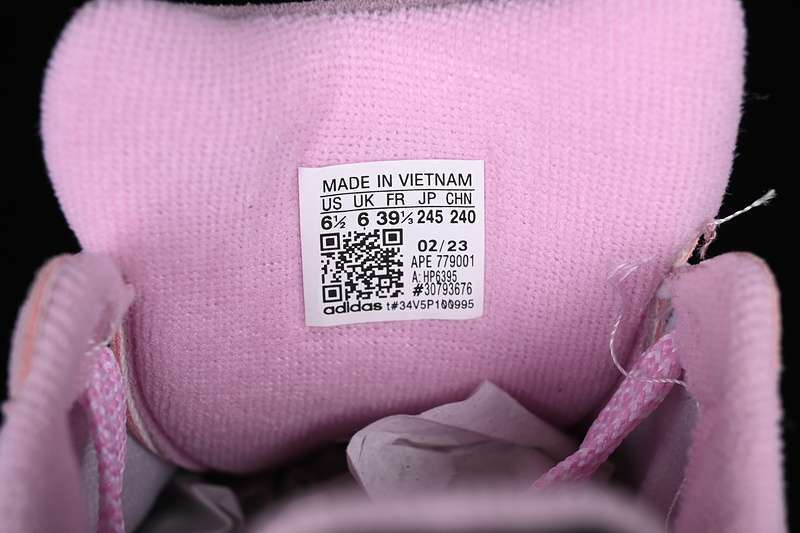 MADE IN VIETNAM
US UK FR JP CHN
6½ 6 39⅓ 245 240
02/23
APE 779001
A: HP6395
#30793676
adidas t#34V5P100995